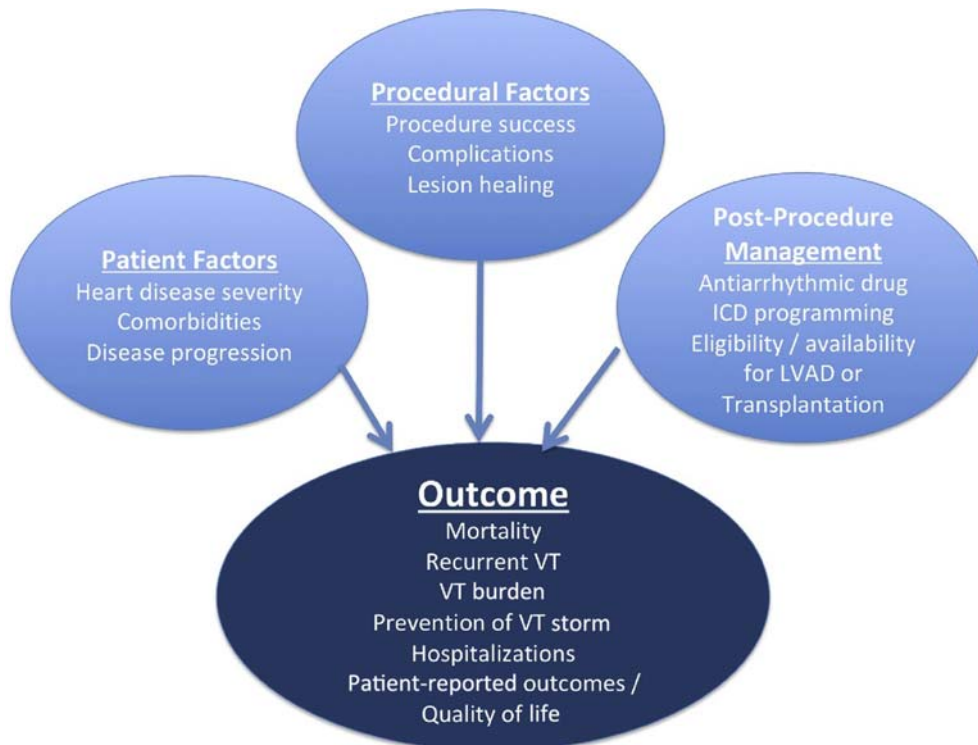 Procedural Factors
Procedure success
Complications
Lesion healing
Patient Factors
Heart disease severity
Comorbidities
Disease progression
Post-Procedure
Management
Antiarrhythmic drug
ICD programming
Eligibility / availability
for LVAD or
Transplantation
Outcome
Mortality
Recurrent VT
VT burden
Prevention of VT storm
Hospitalizations
Patient-reported outcomes /
Quality of life